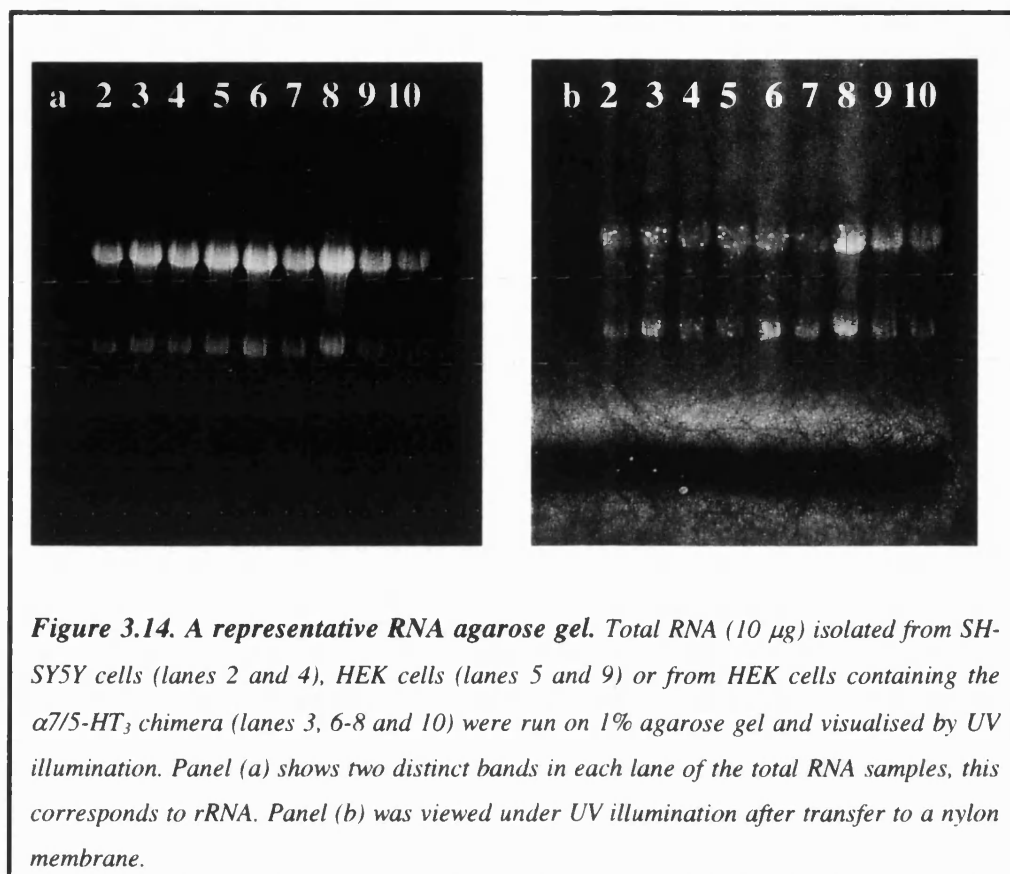 a 2 3 4 5 6 7 8 9 10
b 2 3 4 5 6 7 8 9 10
Figure 3.14. A representative RNA agarose gel. Total RNA (10 μg) isolated from SH-
SY5Y cells (lanes 2 and 4), HEK cells (lanes 5 and 9) or from HEK cells containing the
α7/5-HT3 chimera (lanes 3, 6-8 and 10) were run on 1% agarose gel and visualised by UV
illumination. Panel (a) shows two distinct bands in each lane of the total RNA samples, this
corresponds to rRNA. Panel (b) was viewed under UV illumination after transfer to a nylon
membrane.